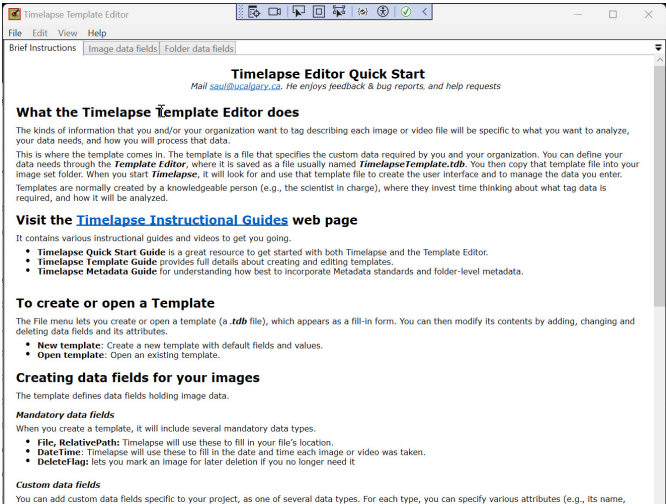 Timelapse Template Editor
File Edit View Help
Brief Instructions Image data fields Folder data fields
Timelapse Editor Quick Start
Mail saul@ucalgary.ca. He enjoys feedback & bug reports, and help requests
What the Timelapse Template Editor does
The kinds of information that you and/or your organization want to tag describing each image or video file will be specific to what you want to analyze,
your data needs, and how you will process that data.
This is where the template comes in. The template is a file that specifies the custom data required by you and your organization. You can define your
data needs through the Template Editor, where it is saved as a file usually named TimelapseTemplate.tdb. You then copy that template file into your
image set folder. When you start Timelapse, it will look for and use that template file to create the user interface and to manage the data you enter.
Templates are normally created by a knowledgeable person (e.g., the scientist in charge), where they invest time thinking about what tag data is
required, and how it will be analyzed.
Visit the Timelapse Instructional Guides web page
It contains various instructional guides and videos to get you going.
• Timelapse Quick Start Guide is a great resource to get started with both Timelapse and the Template Editor.
• Timelapse Template Guide provides full details about creating and editing templates.
• Timelapse Metadata Guide for understanding how best to incorporate Metadata standards and folder-level metadata.
To create or open a Template
The File menu lets you create or open a template (a .tdb file), which appears as a fill-in form. You can then modify its contents by adding, changing and
deleting data fields and its attributes.
• New template: Create a new template with default fields and values.
• Open template: Open an existing template.
Creating data fields for your images
The template defines data fields holding image data.
Mandatory data fields
When you create a template, it will include several mandatory data types.
• File, RelativePath: Timelapse will use these to fill in your file's location.
• DateTime: Timelapse will use these to fill in the date and time each image or video was taken.
• DeleteFlag: lets you mark an image for later deletion if you no longer need it
Custom data fields
You can add custom data fields specific to your project, as one of several data types. For each type, you can specify various attributes (e.g., its name,